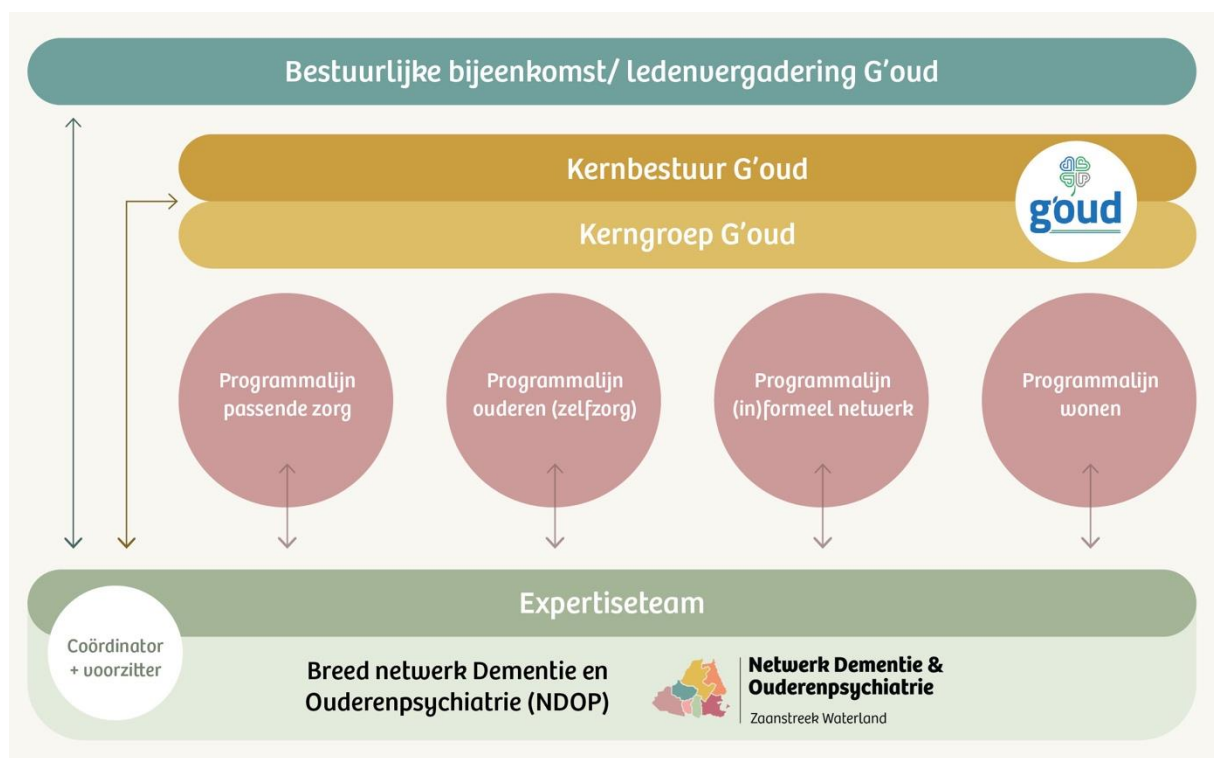 Bestuurlijke bijeenkomst/ ledenvergadering G'oud
Kernbestuur G'oud
g'oud
Kerngroep G'oud
Programmalijn
passende zorg
Programmalijn
ouderen (zelfzorg)
Programmalijn
(in)formeel netwerk
Programmalijn
wonen
Expertiseteam
Coördinator
+ voorzitter
Breed netwerk Dementie en
Ouderenpsychiatrie (NDOP)
Netwerk Dementie &
Ouderenpsychiatrie
Zaanstreek Waterland